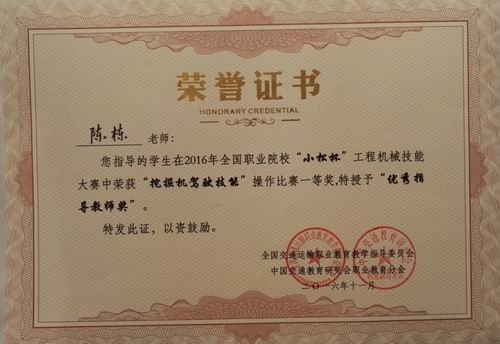 荣誉证书
HONORARY CREDENTIAL
陈栋 老师:
您指导的学生在2016年全国职业院校“小松杯”工程机械技能
大赛中荣获“挖掘机驾驶技能”操作比赛一等奖,特授予“优秀指
导教师奖”。
特发此证，以资鼓励。
全国交通运输职业教育教学指导委员会
中国交通教育研究会职业教育分会
二〇一六年十一月